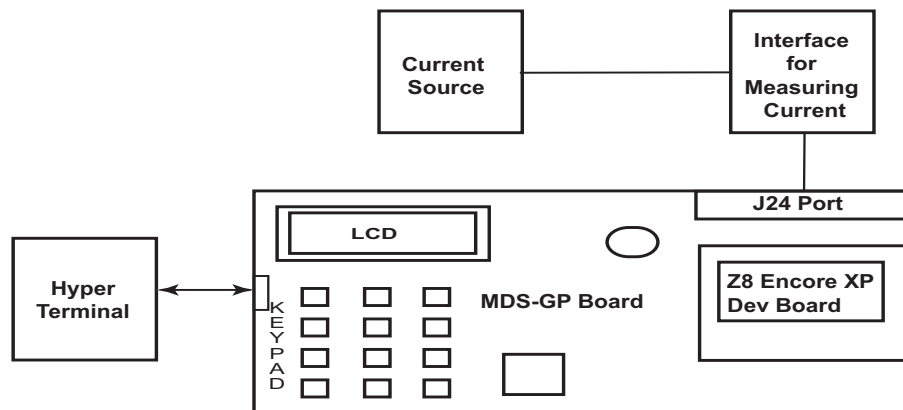 Current
Source
Interface
for
Measuring
Current
J24 Port
LCD
Hyper
Terminal
KEYPAD
MDS-GP Board
Z8 Encore XP
Dev Board